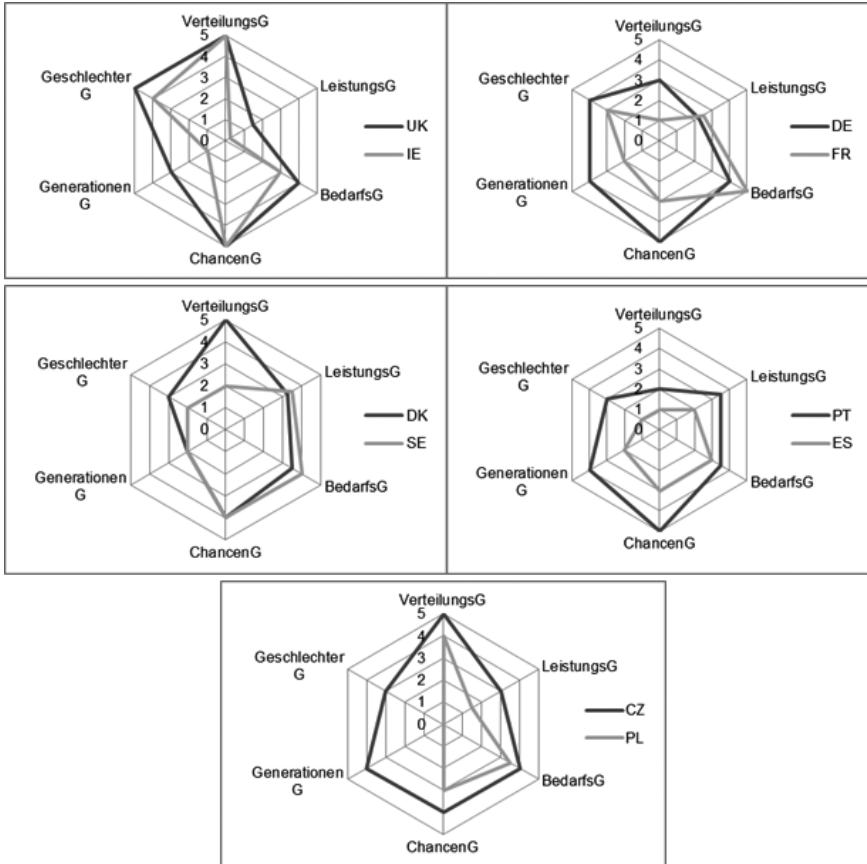 VerteilungsG
5
4
3
2
1
0
LeistungsG
BedarfsG
ChancenG
Generationen
G
Geschlechter
G
UK
IE
VerteilungsG
5
4
3
2
1
0
LeistungsG
BedarfsG
ChancenG
Generationen
G
Geschlechter
G
DE
FR
VerteilungsG
5
4
3
2
1
0
LeistungsG
BedarfsG
ChancenG
Generationen
G
Geschlechter
G
DK
SE
VerteilungsG
5
4
3
2
1
0
LeistungsG
BedarfsG
ChancenG
Generationen
G
Geschlechter
G
PT
ES
VerteilungsG
5
4
3
2
1
0
LeistungsG
BedarfsG
ChancenG
Generationen
G
Geschlechter
G
CZ
PL